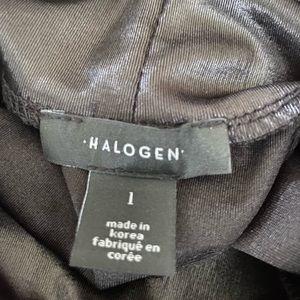 ·HALOGEN·
1
made in
korea
fabriqué en
corée